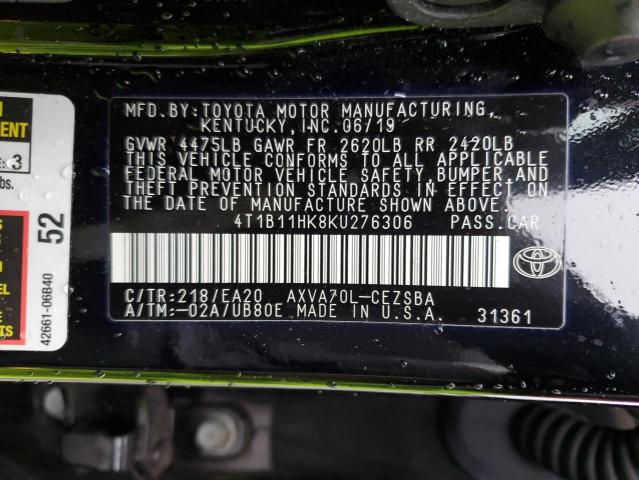 MFD.BY:TOYOTA MOTOR MANUFACTURING,
KENTUCKY,INC.06/19
GVWR 4475LB GAWR FR 2620LB RR 2420LB
THIS VEHICLE CONFORMS TO ALL APPLICABLE
FEDERAL MOTOR VEHICLE SAFETY,BUMPER,AND
THEFT PREVENTION STANDARDS IN EFFECT ON
THE DATE OF MANUFACTURE SHOWN ABOVE.
4T1B11HK8KU276306 PASS.CAR
C/TR:218/EA20 AXVA70L-CEZSBA
A/TM:-02A/UB80E MADE IN U.S.A. 31361
52
42661-06B40
3